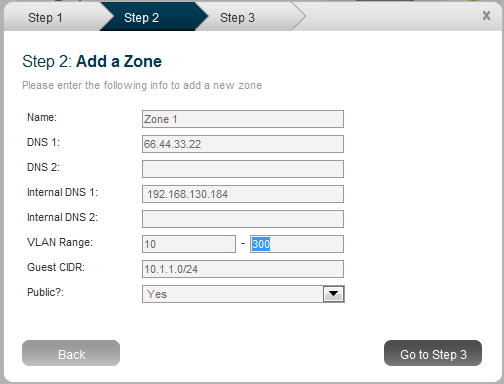 Step 1 Step 2 Step 3 x
Step 2: Add a Zone
Please enter the following info to add a new zone
Name: Zone 1
DNS 1: 66.44.33.22
DNS 2:
Internal DNS 1: 192.168.130.184
Internal DNS 2:
VLAN Range: 10 - 300
Guest CIDR: 10.1.1.0/24
Public?: Yes
Back Go to Step 3